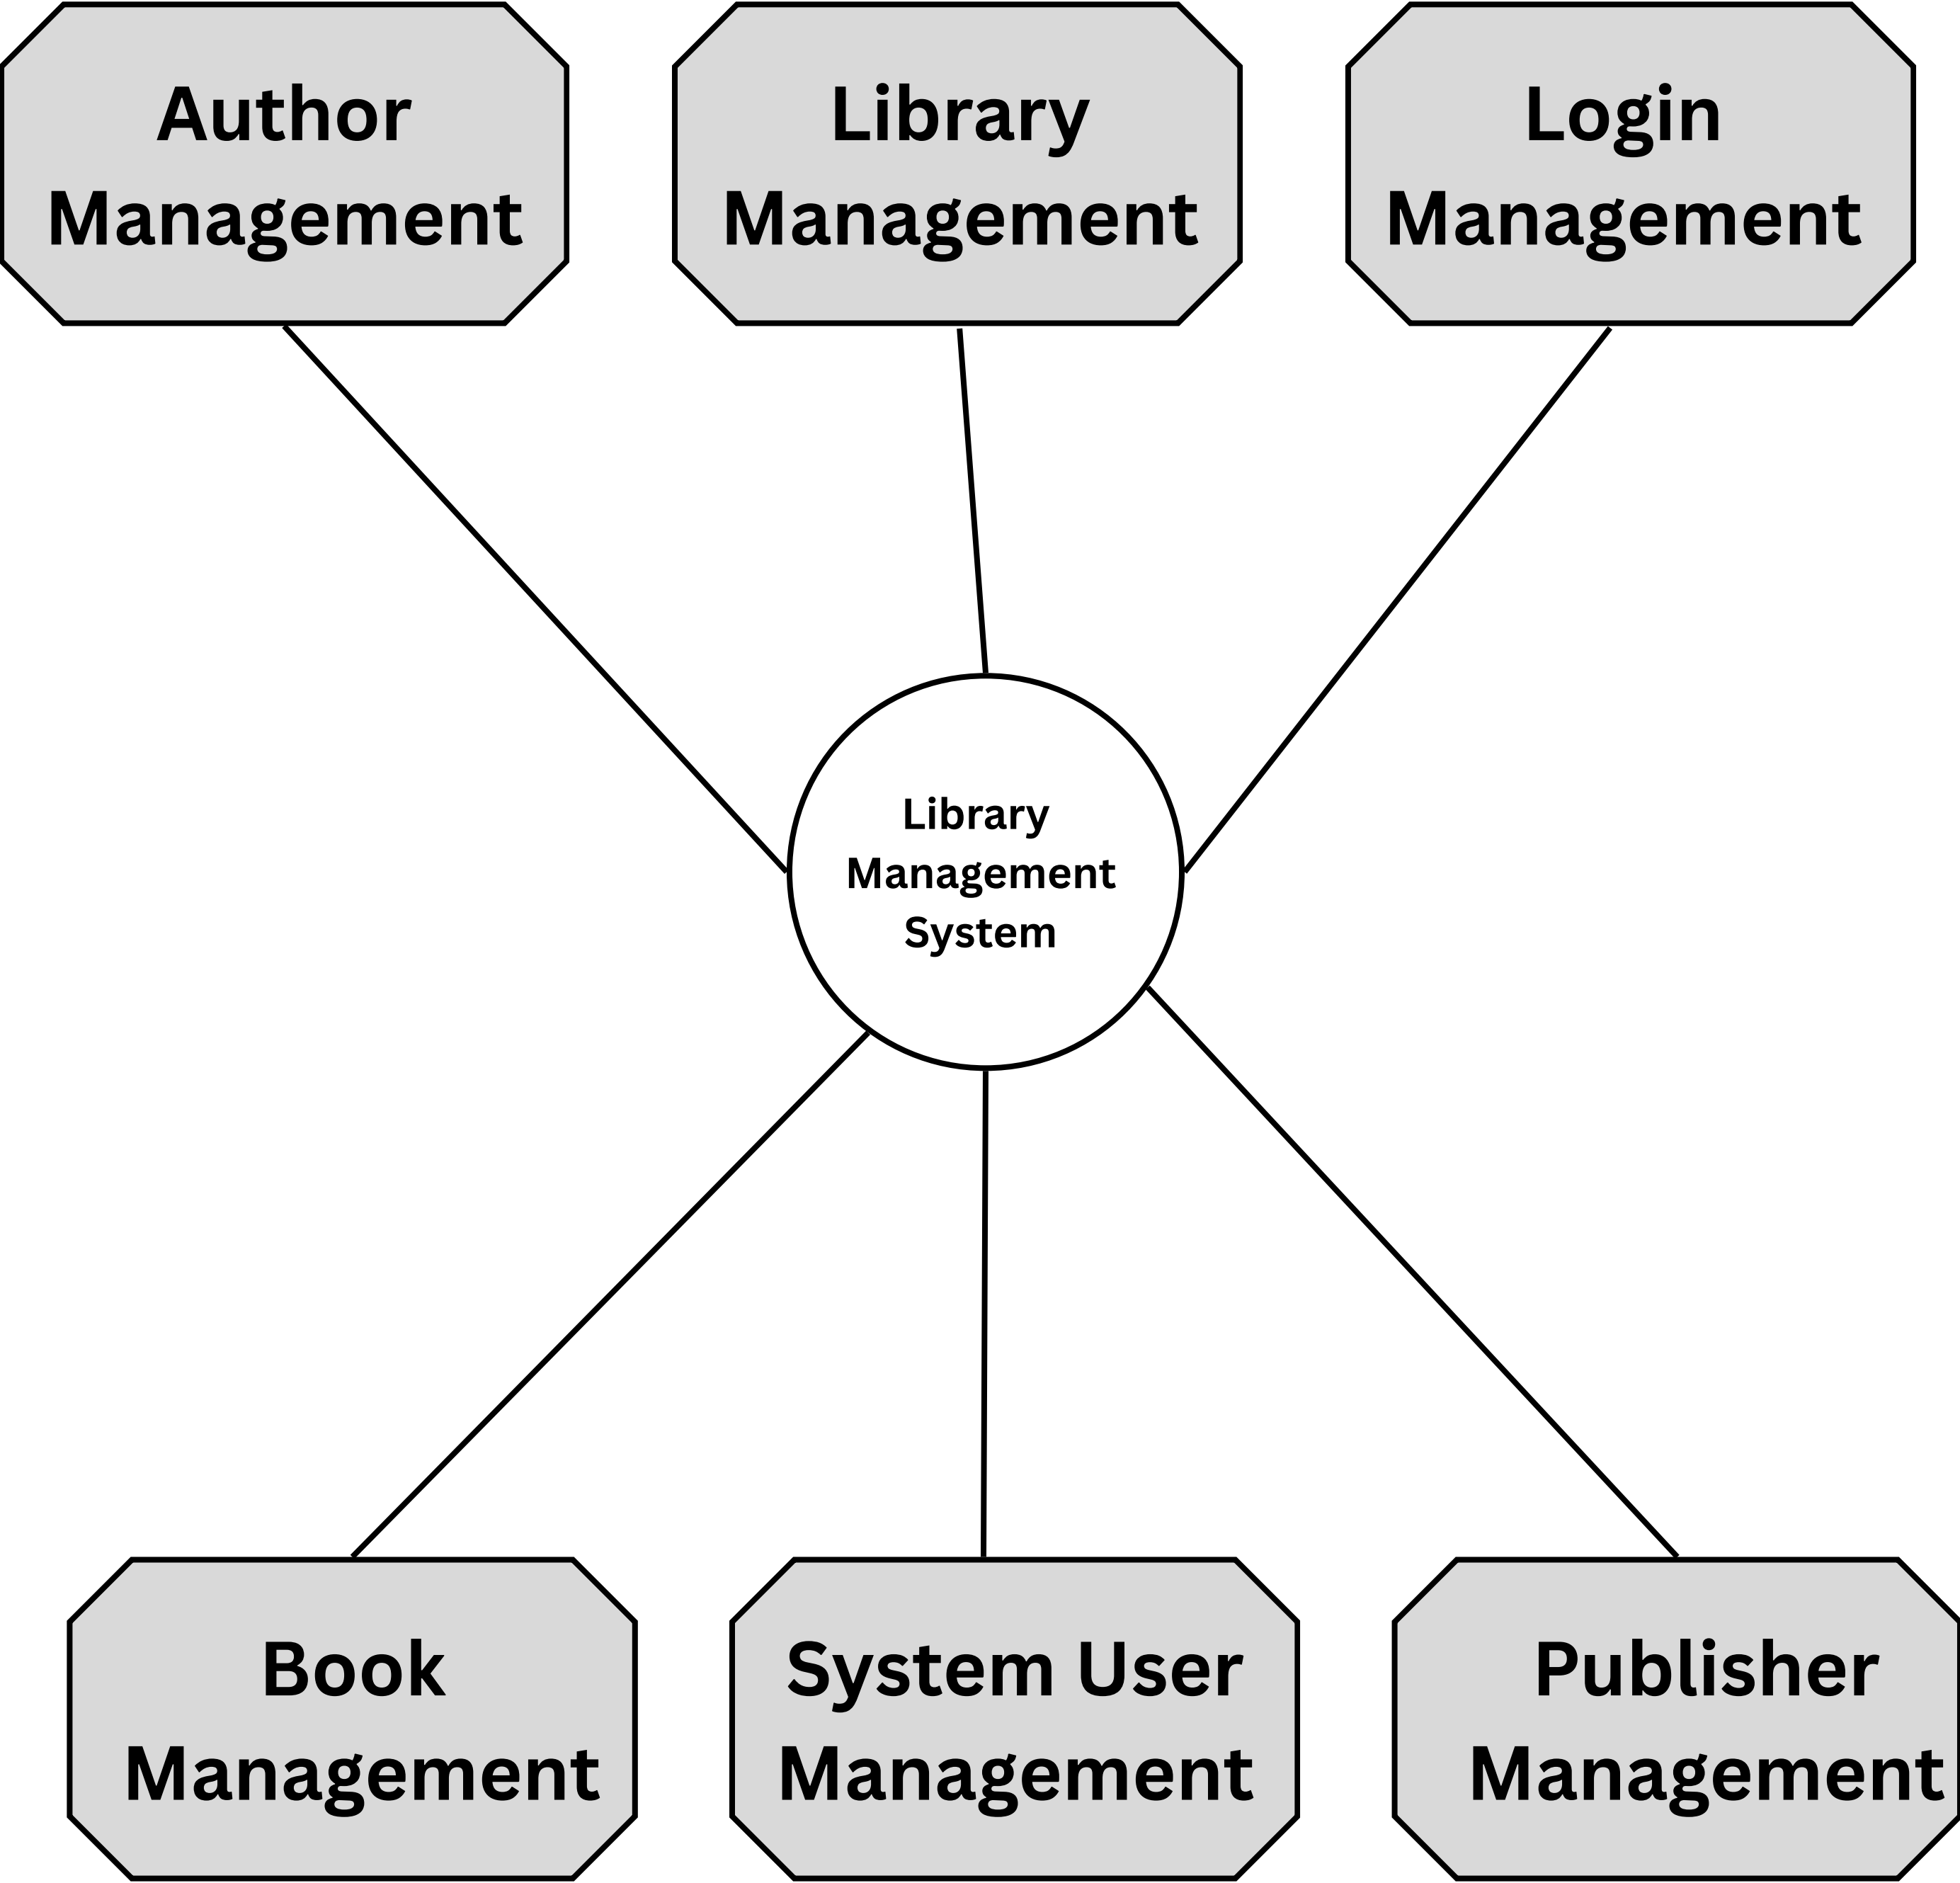 Author
Management
Library
Management
Login
Management
Library
Management
System
Book
Management
System User
Management
Publisher
Management